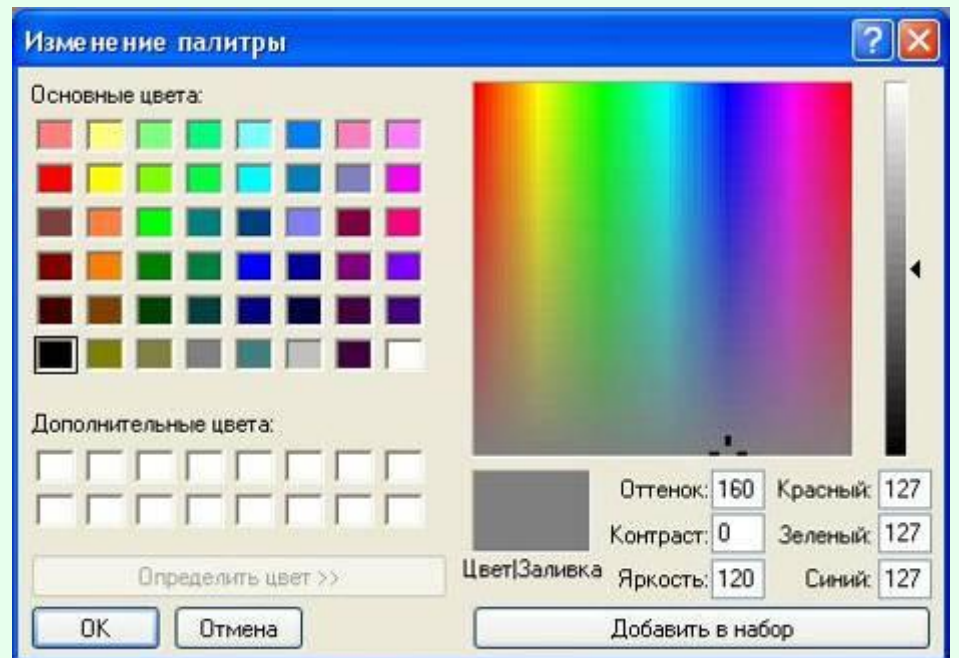 Изменение палитры
Основные цвета:
Дополнительные цвета:
Определить цвет >>
OK
Отмена
Цвет|Заливка
Оттенок: 160
Контраст: 0
Яркость: 120
Красный: 127
Зеленый: 127
Синий: 127
Добавить в набор